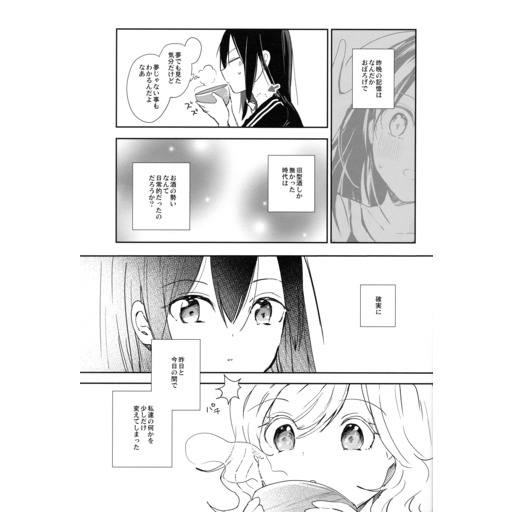 昨晩の記憶は
なんだか
おぼろげで
夢でも見た
気分だけど
夢じゃない事も
わかるんだよ
なあ
ズズ
旧型酒しか
無かった
時代は
お酒の勢い
なんて
日常的だったの
だろうか?
確実に
昨日と
今日の間で
パチ
私達の何かを
少しだけ
変えてしまった